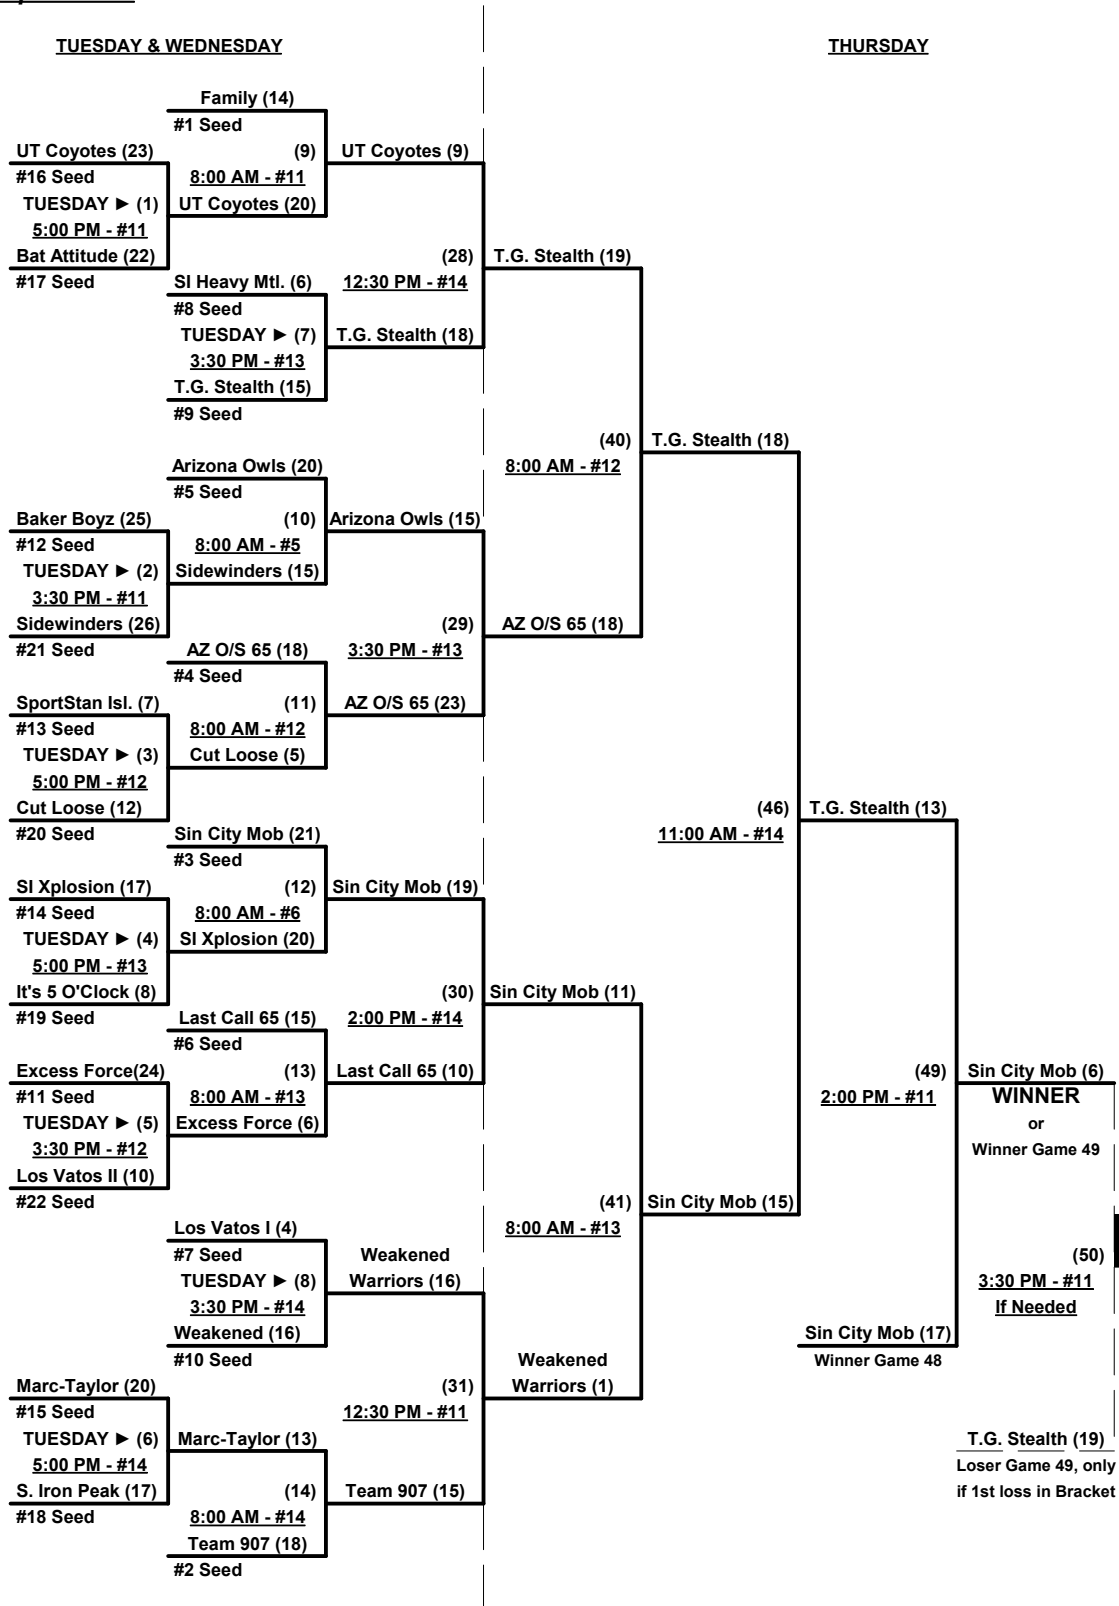 TUESDAY & WEDNESDAY
THURSDAY
Family (14)
#1 Seed
UT Coyotes (23)
(9)
UT Coyotes (9)
#16 Seed
8:00 AM - #11
TUESDAY ► (1)
UT Coyotes (20)
5:00 PM - #11
Bat Attitude (22)
(28)
T.G. Stealth (19)
#17 Seed
SI Heavy Mtl. (6)
12:30 PM - #14
#8 Seed
TUESDAY ► (7)
T.G. Stealth (18)
3:30 PM - #13
T.G. Stealth (15)
#9 Seed
(40)
T.G. Stealth (18)
Arizona Owls (20)
8:00 AM - #12
#5 Seed
Baker Boyz (25)
(10)
Arizona Owls (15)
#12 Seed
8:00 AM - #5
TUESDAY ► (2)
Sidewinders (15)
3:30 PM - #11
Sidewinders (26)
(29)
AZ O/S 65 (18)
#21 Seed
AZ O/S 65 (18)
3:30 PM - #13
#4 Seed
SportStan Isl. (7)
(11)
AZ O/S 65 (23)
#13 Seed
8:00 AM - #12
TUESDAY ► (3)
Cut Loose (5)
5:00 PM - #12
Cut Loose (12)
(46)
T.G. Stealth (13)
#20 Seed
Sin City Mob (21)
11:00 AM - #14
#3 Seed
SI Xplosion (17)
(12)
Sin City Mob (19)
#14 Seed
8:00 AM - #6
TUESDAY ► (4)
SI Xplosion (20)
5:00 PM - #13
It's 5 O'Clock (8)
(30)
Sin City Mob (11)
#19 Seed
Last Call 65 (15)
2:00 PM - #14
#6 Seed
Excess Force(24)
(13)
Last Call 65 (10)
(49)
Sin City Mob (6)
#11 Seed
8:00 AM - #13
2:00 PM - #11
WINNER
TUESDAY ► (5)
Excess Force (6)
or
3:30 PM - #12
Winner Game 49
Los Vatos II (10)
#22 Seed
(41)
Sin City Mob (15)
Los Vatos I (4)
8:00 AM - #13
#7 Seed
Weakened
(50)
TUESDAY ► (8)
Warriors (16)
3:30 PM - #11
3:30 PM - #14
If Needed
Weakened (16)
Sin City Mob (17)
#10 Seed
Weakened
Winner Game 48
Marc-Taylor (20)
(31)
Warriors (1)
#15 Seed
12:30 PM - #11
TUESDAY ► (6)
Marc-Taylor (13)
T.G. Stealth (19)
5:00 PM - #14
Loser Game 49, only
S. Iron Peak (17)
(14)
Team 907 (15)
if 1st loss in Bracket
#18 Seed
8:00 AM - #14
Team 907 (18)
#2 Seed